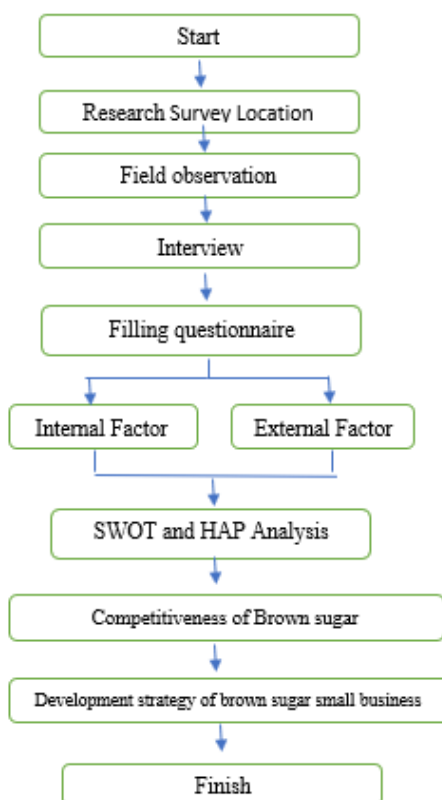 Start
Research Survey Location
Field observation
Interview
Filling questionnaire
Internal Factor
External Factor
SWOT and HAP Analysis
Competitiveness of Brown sugar
Development strategy of brown sugar small business
Finish